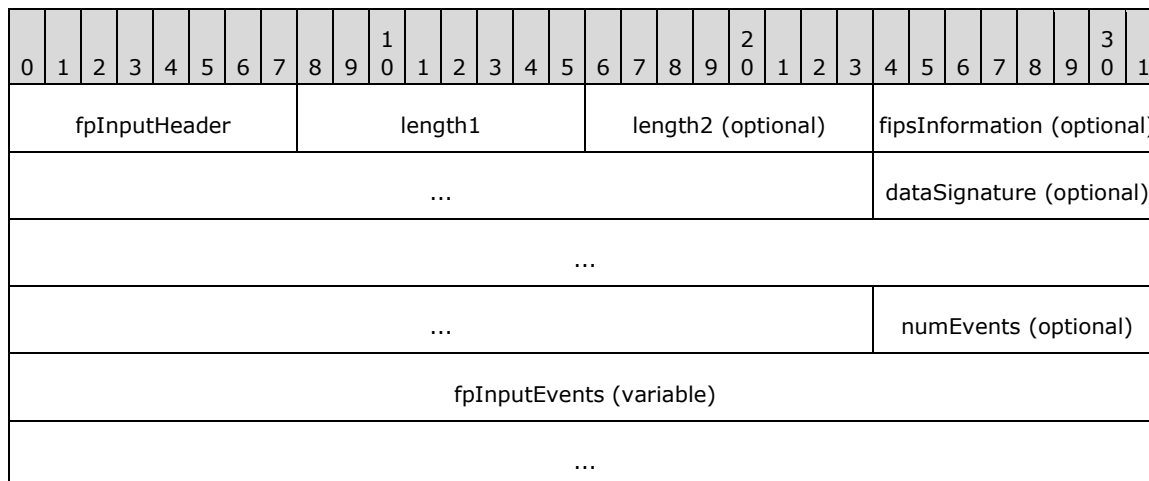 1 2 3
0 1 2 3 4 5 6 7 8 9 0 1 2 3 4 5 6 7 8 9 0 1 2 3 4 5 6 7 8 9 0 1
fpInputHeader length1 length2 (optional) fipsInformation (optional)
... dataSignature (optional)
...
... numEvents (optional)
fpInputEvents (variable)
...